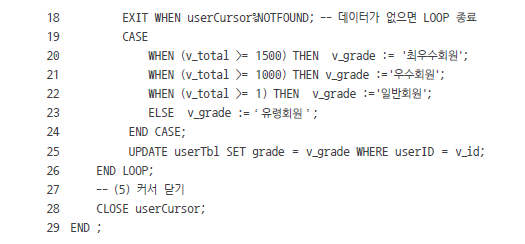 18 EXIT WHEN userCursor%NOTFOUND; -- 데이터가 없으면 LOOP 종료
19 CASE
20 WHEN (v_total >= 1500) THEN v_grade := '최우수회원';
21 WHEN (v_total >= 1000) THEN v_grade :='우수회원';
22 WHEN (v_total >= 1) THEN v_grade :='일반회원';
23 ELSE v_grade := ‘유령회원’;
24 END CASE;
25 UPDATE userTbl SET grade = v_grade WHERE userID = v_id;
26 END LOOP;
27 -- (5) 커서 닫기
28 CLOSE userCursor;
29 END ;